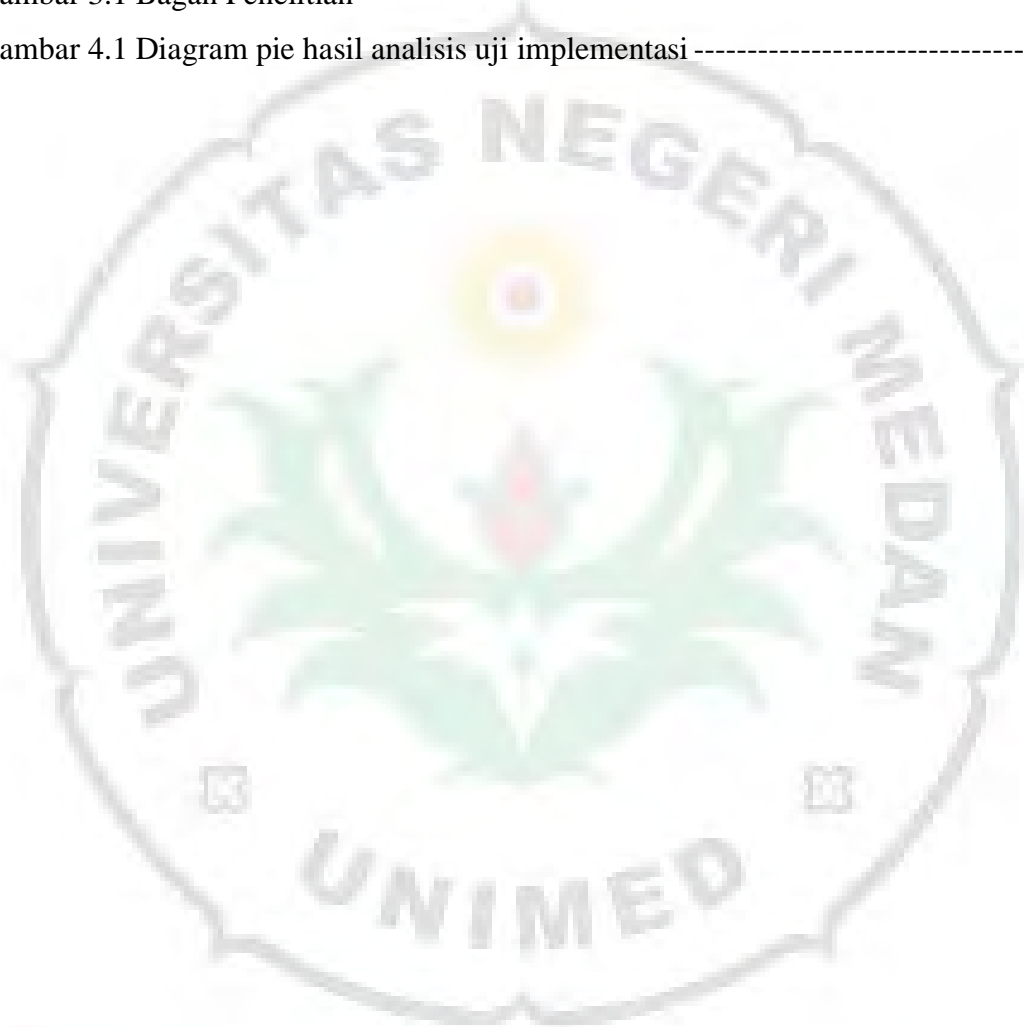 ambar 3.1 Bagan Penelitian
ambar 4.1 Diagram pie hasil analisis uji implementasi -------------------------------
UNIVERSITAS NEGERI MEDAN
UNIMED